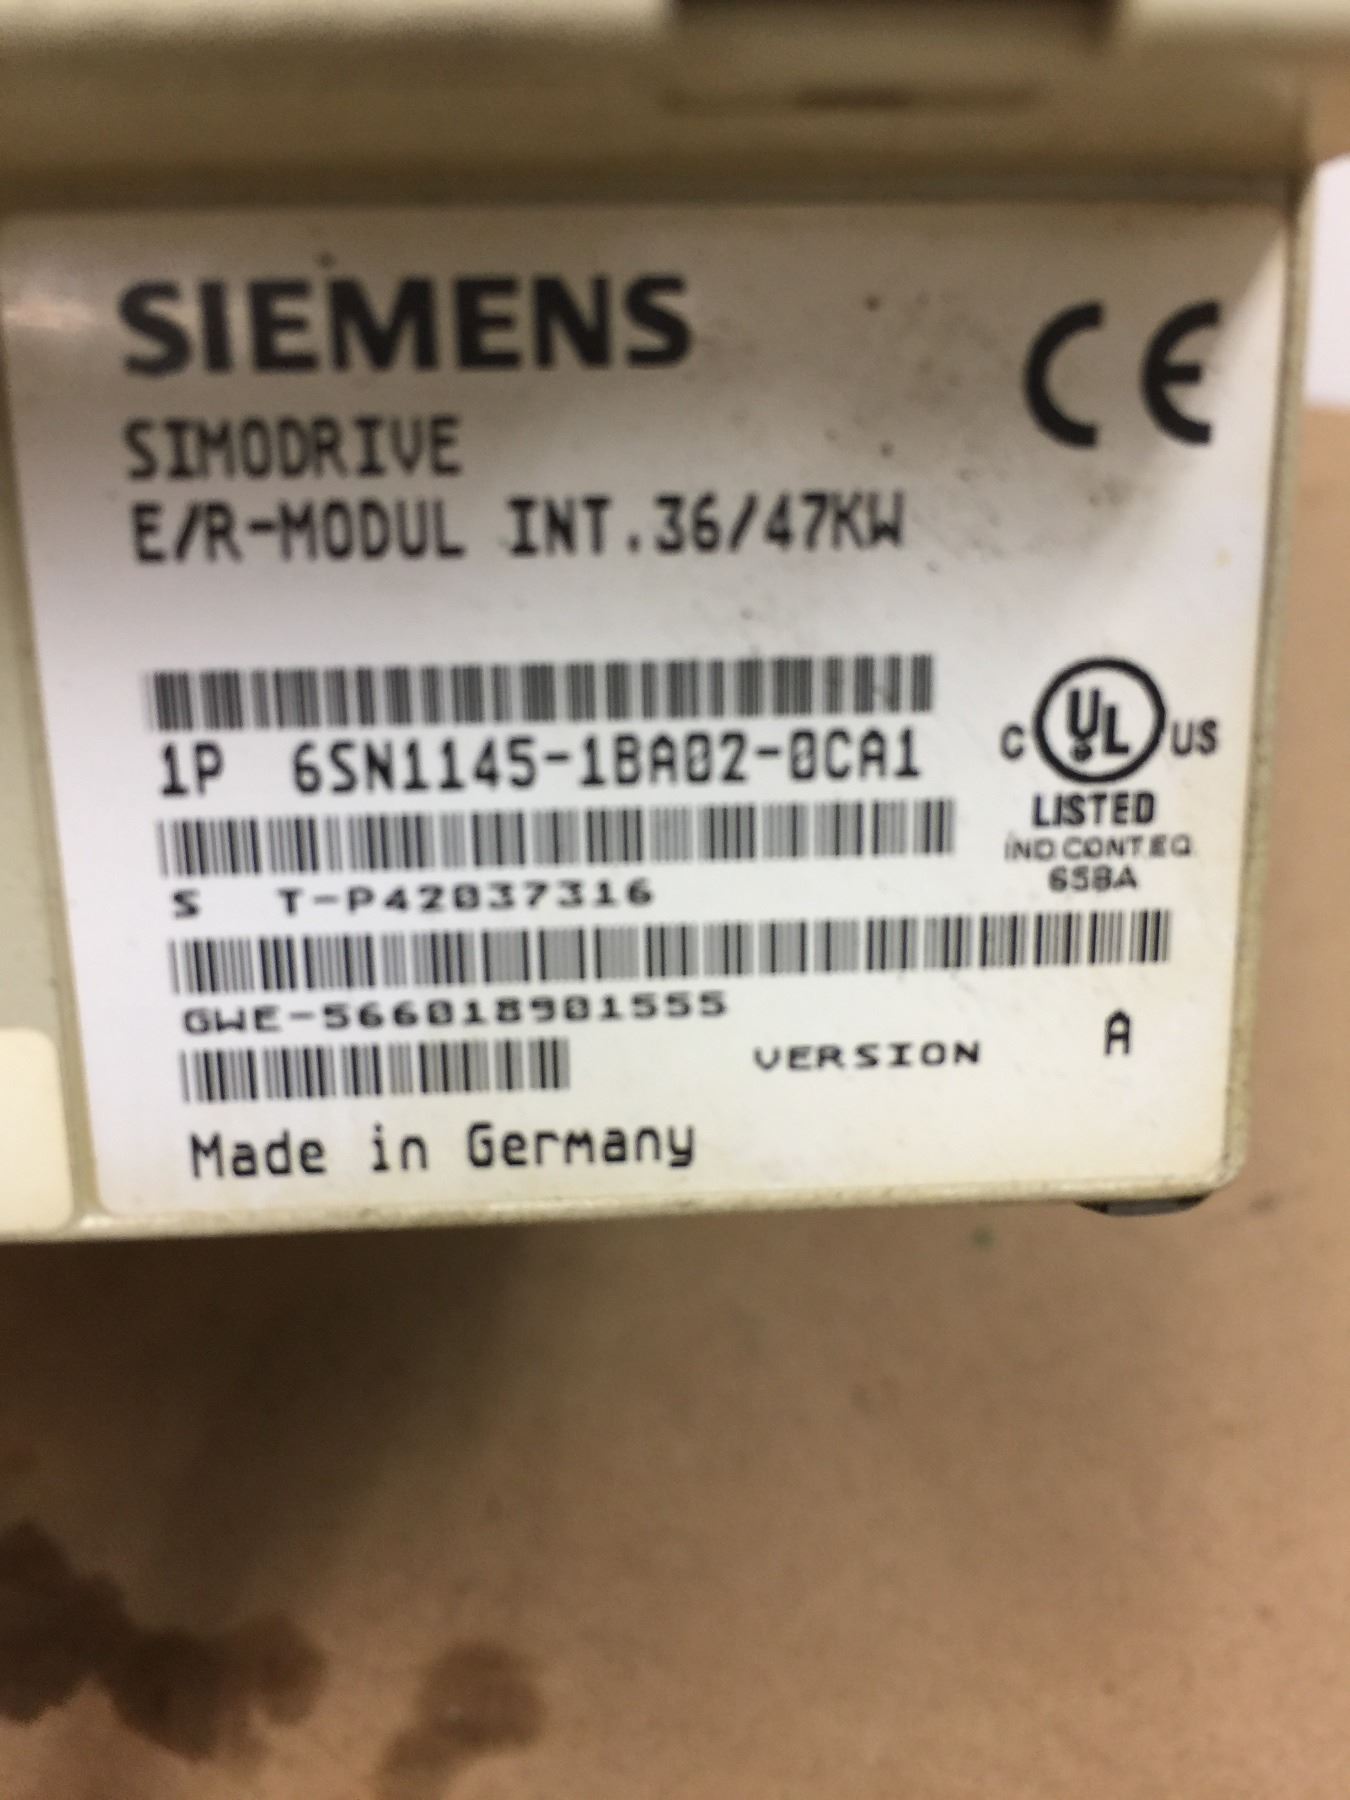 SIEMENS
CE
SIMODRIVE
E/R-MODUL INT.36/47KW
1P 6SN1145-1BA02-0CA1
C UL US
LISTED
IND.CONT.EQ.
65BA
S T-P42037316
GWE-566018901555
VERSION A
Made in Germany